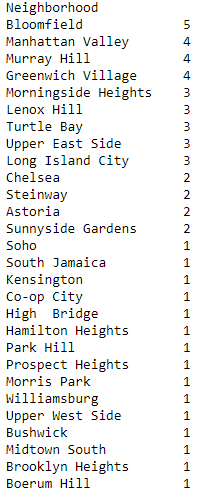 Neighborhood
Bloomfield 5
Manhattan Valley 4
Murray Hill 4
Greenwich Village 4
Morningside Heights 3
Lenox Hill 3
Turtle Bay 3
Upper East Side 3
Long Island City 3
Chelsea 2
Steinway 2
Astoria 2
Sunnyside Gardens 2
Soho 1
South Jamaica 1
Kensington 1
Co-op City 1
High  Bridge 1
Hamilton Heights 1
Park Hill 1
Prospect Heights 1
Morris Park 1
Williamsburg 1
Upper West Side 1
Bushwick 1
Midtown South 1
Brooklyn Heights 1
Boerum Hill 1